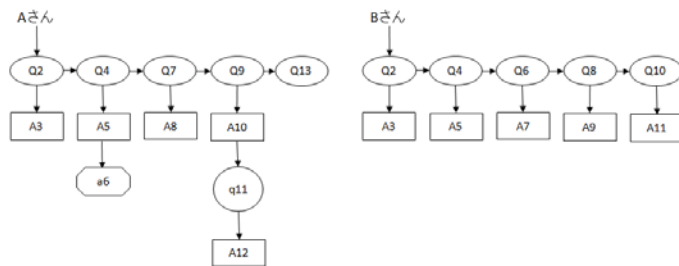 Aさん
Bさん
Q2 Q4 Q7 Q9 Q13
Q2 Q4 Q6 Q8 Q10
A3 A5 A8 A10
A3 A5 A7 A9 A11
a6
q11
A12